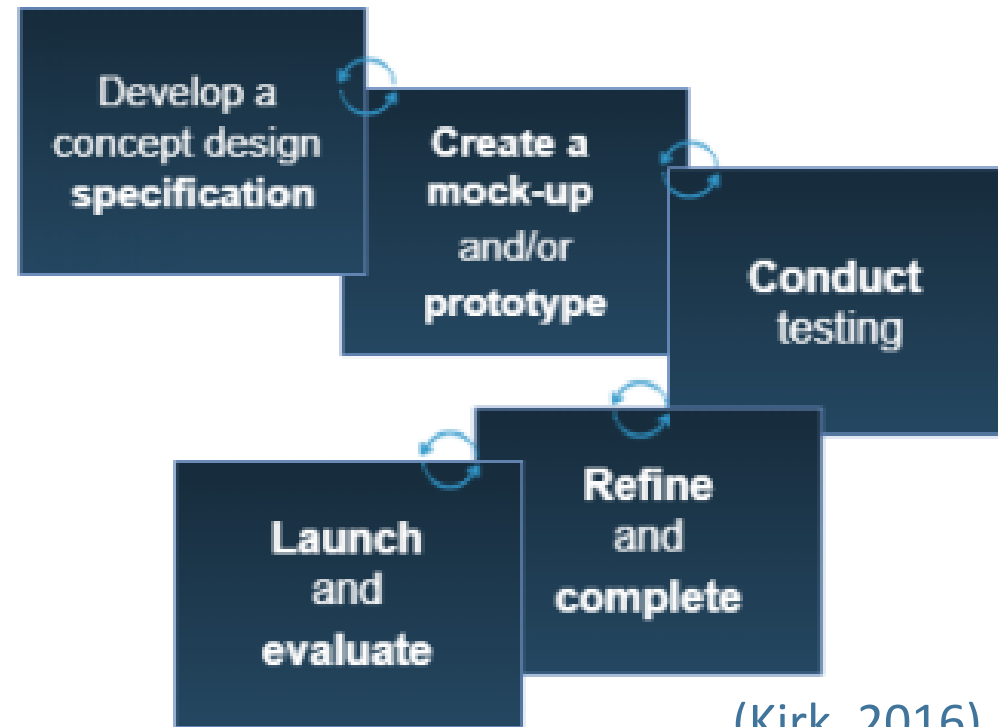 Develop a
concept design
specification
Create a
mock-up
and/or
prototype
Conduct
testing
Refine
and
complete
Launch
and
evaluate
(Kirk, 2016)